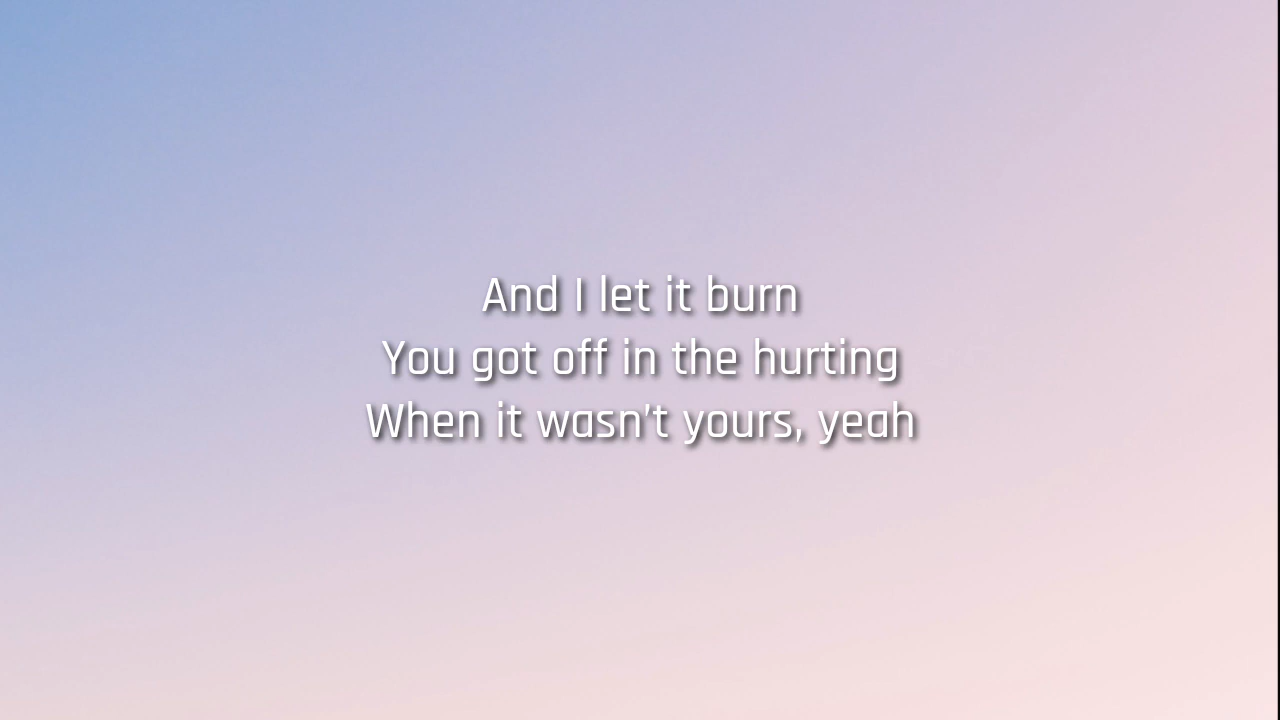 And I let it burn
You got off in the hurting
When it wasn't yours, yeah